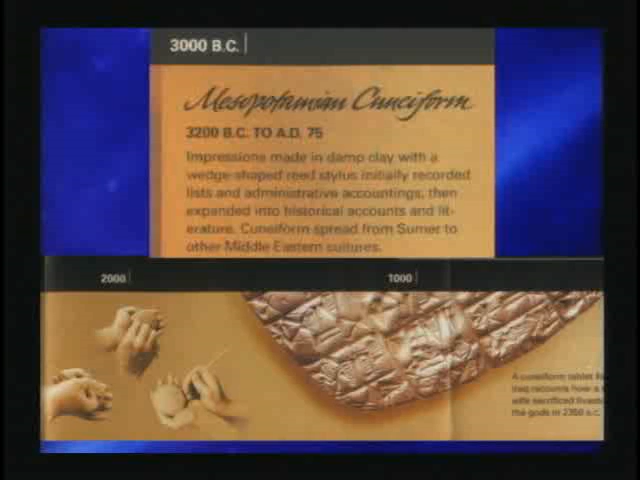 3000 B.C.
Mesopotamian Cuneiform
3200 B.C. TO A.D. 75
Impressions made in damp clay with a
wedge-shaped reed stylus initially recorded
lists and administrative accountings, then
expanded into historical accounts and lit-
erature. Cuneiform spread from Sumer to
other Middle Eastern cultures.
2000 1000
A cuneiform tablet
Iraq recounts how a
wife sacrificed
the gods in 2350 B.C.